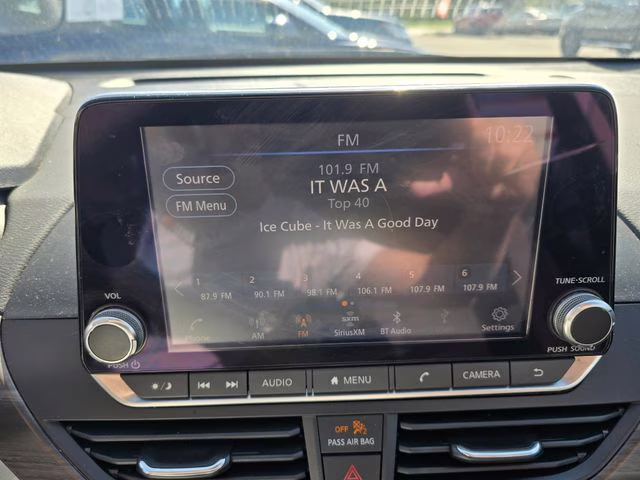 FM
10:22
101.9 FM
Source
IT WAS A
Top 40
FM Menu
Ice Cube - It Was A Good Day
1 2 3 4 5 6
87.9 FM 90.1 FM 98.1 FM 106.1 FM 107.9 FM 107.9 FM
Phone AM FM SiriusXM BT Audio Settings
sxm
VOL
TUNE·SCROLL
PUSH
PUSH SOUND
AUDIO MENU CAMERA
OFF
PASS AIR BAG